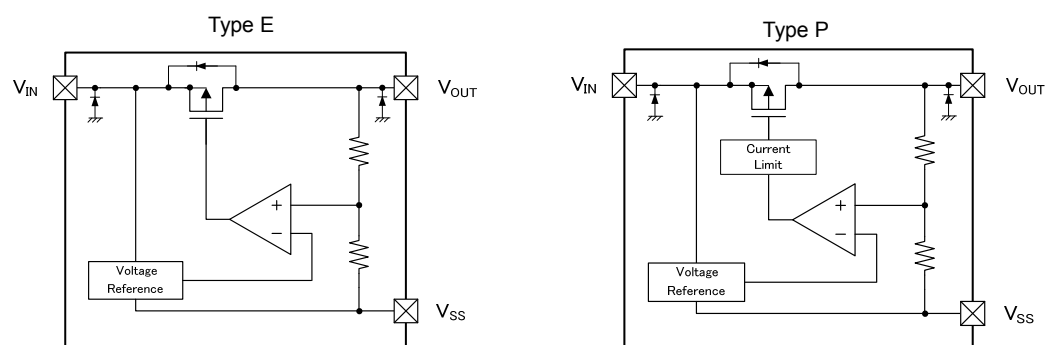 Type E
Type P
VIN
VOUT
VIN
VOUT
Current
Limit
+
−
+
−
Voltage
Reference
Voltage
Reference
VSS
VSS